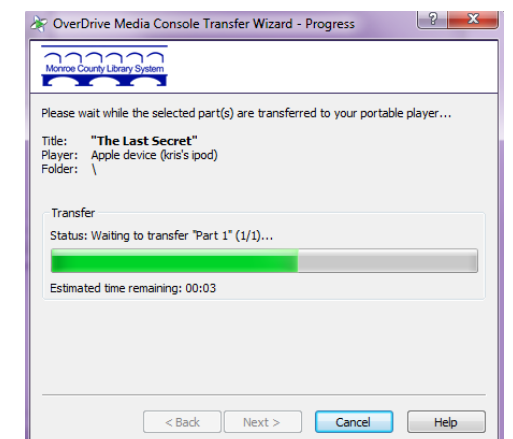 OverDrive Media Console Transfer Wizard - Progress
?
X
Monroe County Library System
Please wait while the selected part(s) are transferred to your portable player...
Title: "The Last Secret"
Player: Apple device (kris's ipod)
Folder: \
Transfer
Status: Waiting to transfer "Part 1" (1/1)...
Estimated time remaining: 00:03
< Back Next > Cancel Help